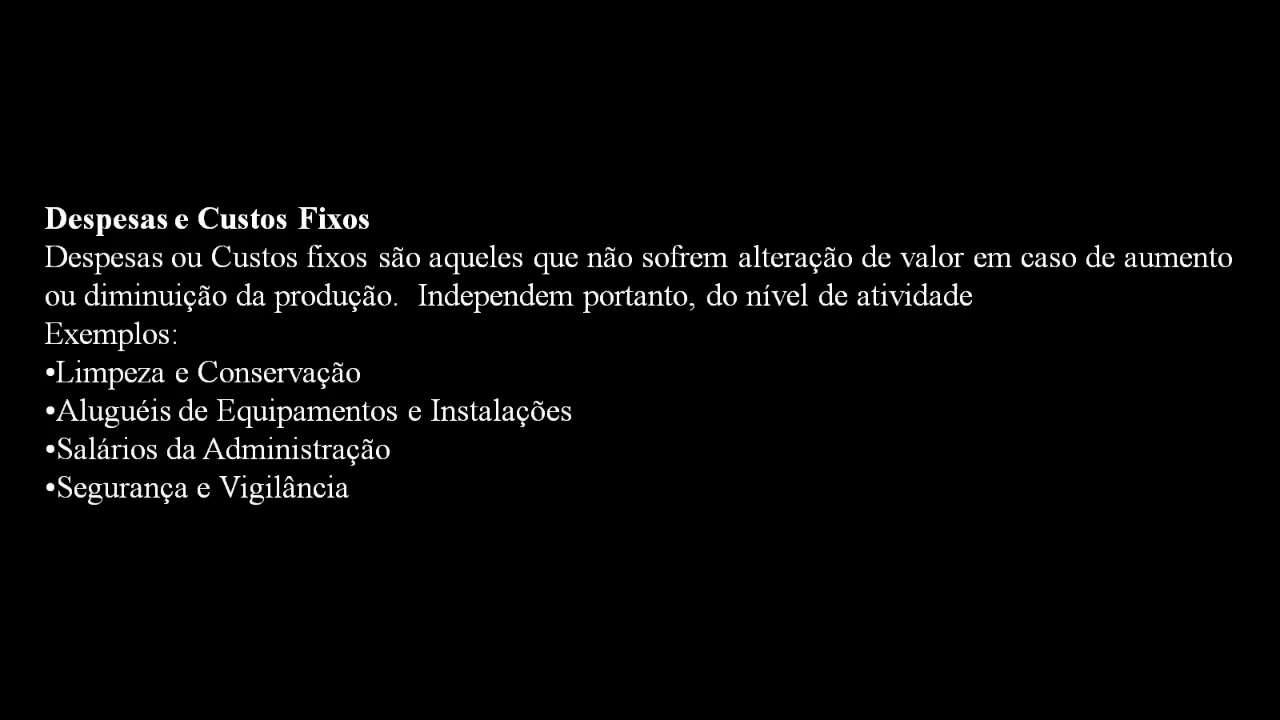 Despesas e Custos Fixos
Despesas ou Custos fixos são aqueles que não sofrem alteração de valor em caso de aumento
ou diminuição da produção.  Independem portanto, do nível de atividade
Exemplos:
•Limpeza e Conservação
•Aluguéis de Equipamentos e Instalações
•Salários da Administração
•Segurança e Vigilância